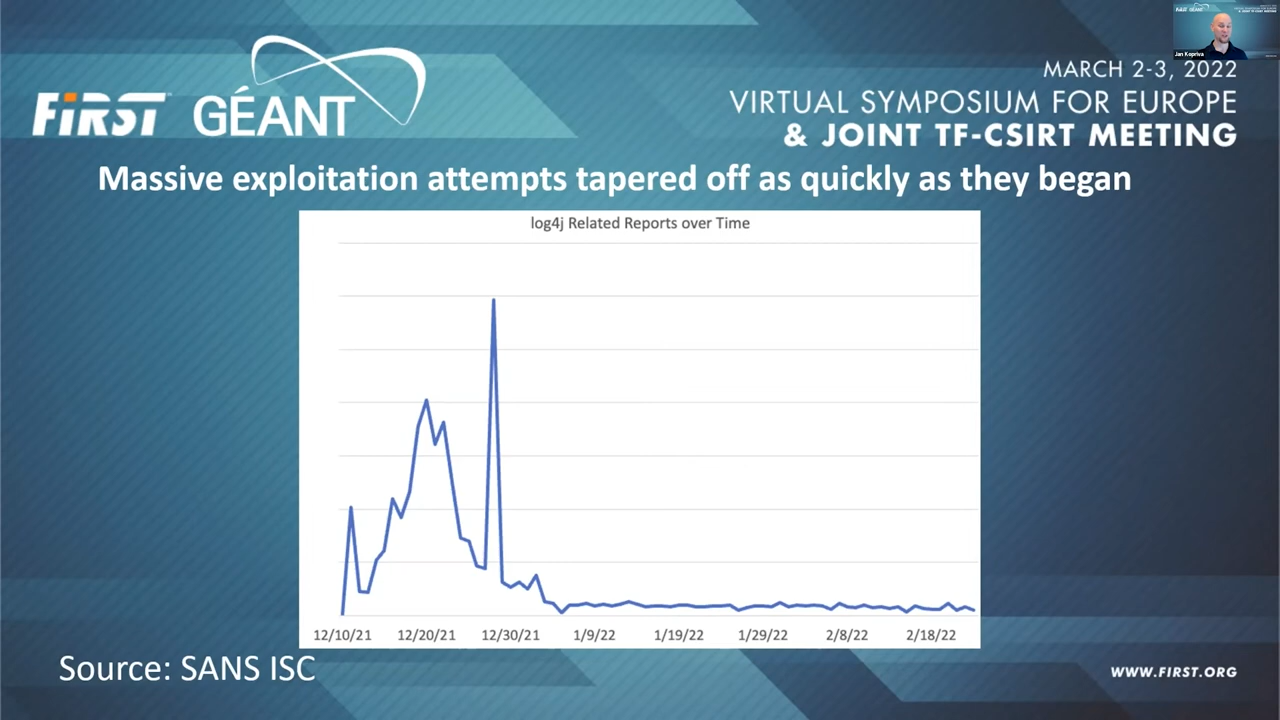 FIRST GÉANT
MARCH 2-3, 2022
VIRTUAL SYMPOSIUM FOR EUROPE
& JOINT TF-CSIRT MEETING
Jan Kopriva
Massive exploitation attempts tapered off as quickly as they began
log4j Related Reports over Time
12/10/21 12/20/21 12/30/21 1/9/22 1/19/22 1/29/22 2/8/22 2/18/22
Source: SANS ISC
WWW.FIRST.ORG